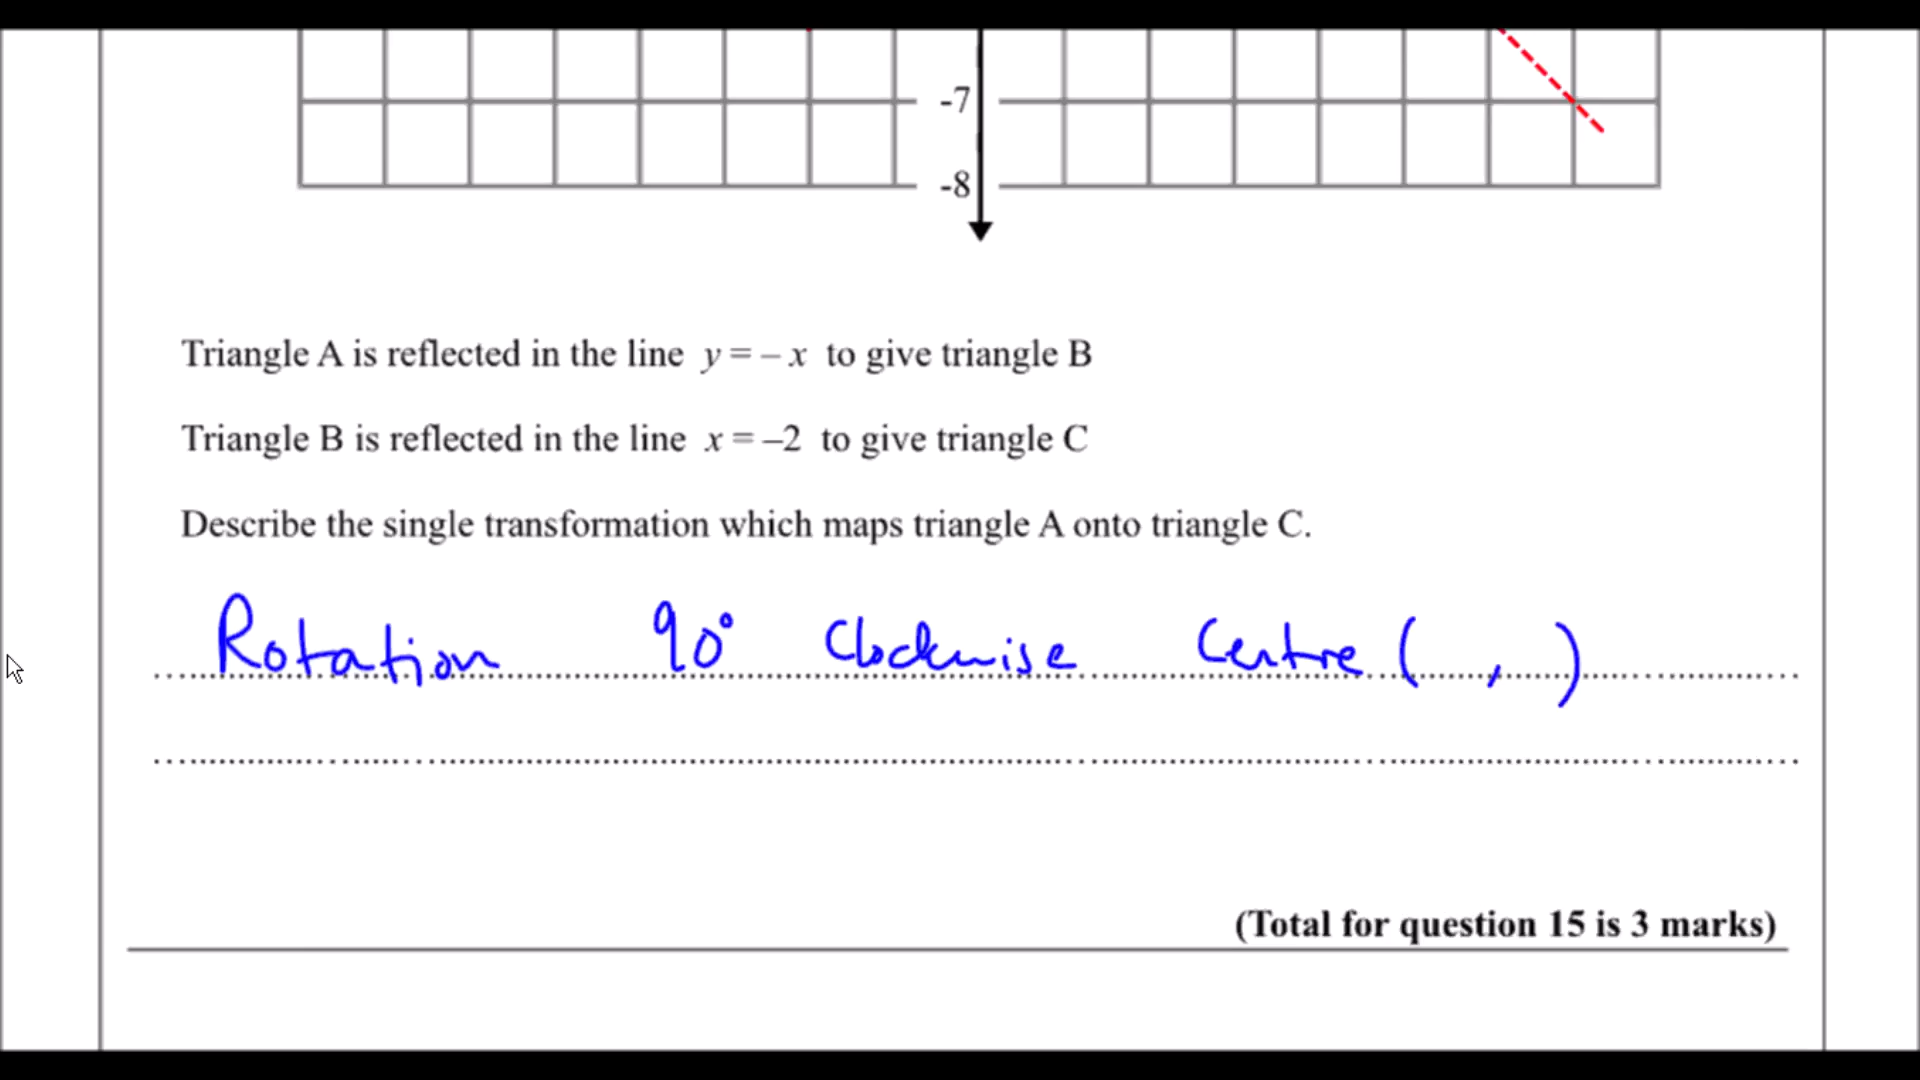 -7
-8
Triangle A is reflected in the line y = – x to give triangle B
Triangle B is reflected in the line x = –2 to give triangle C
Describe the single transformation which maps triangle A onto triangle C.
Rotation 90° Clockwise Centre ( , )
(Total for question 15 is 3 marks)